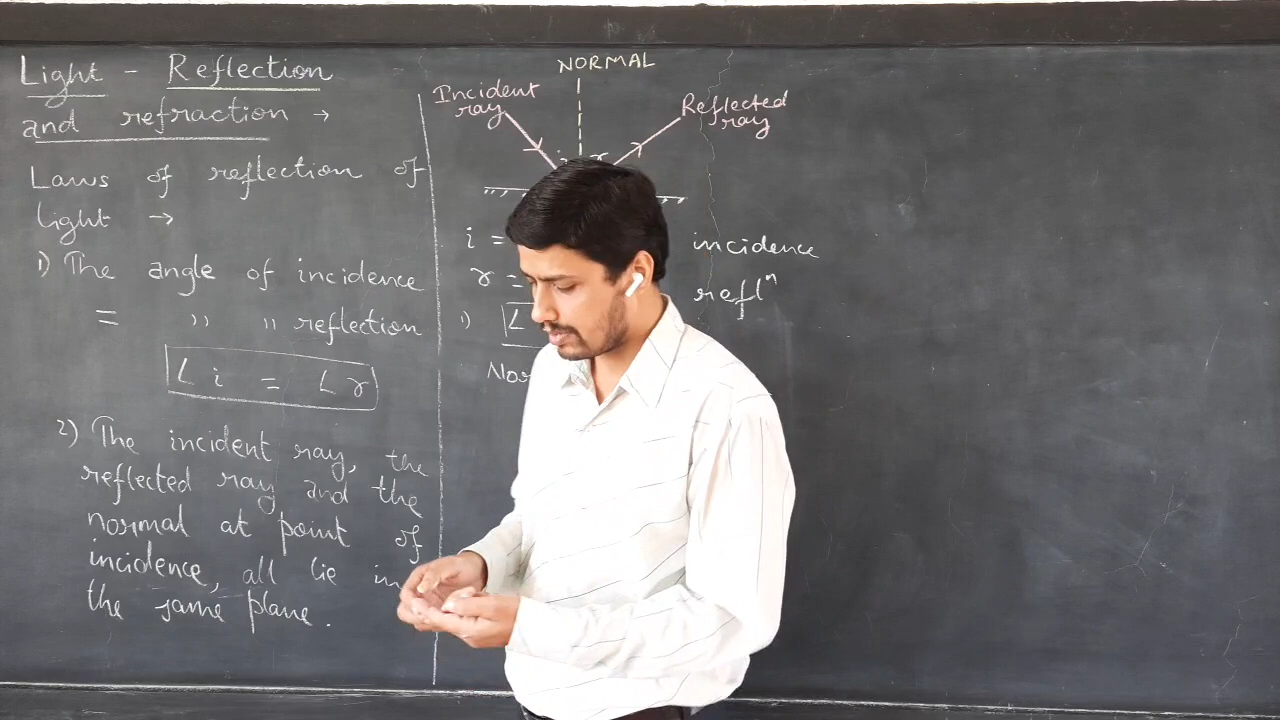 Light - Reflection
and refraction →
Laws of reflection of
light →
1) The angle of incidence
= " " reflection
∠i = ∠r
2) The incident ray, the
reflected ray and the
normal at point of
incidence, all lie in
the same plane.
NORMAL
Incident
ray
Reflected
ray
i = incidence
r = reflⁿ
1) ∠